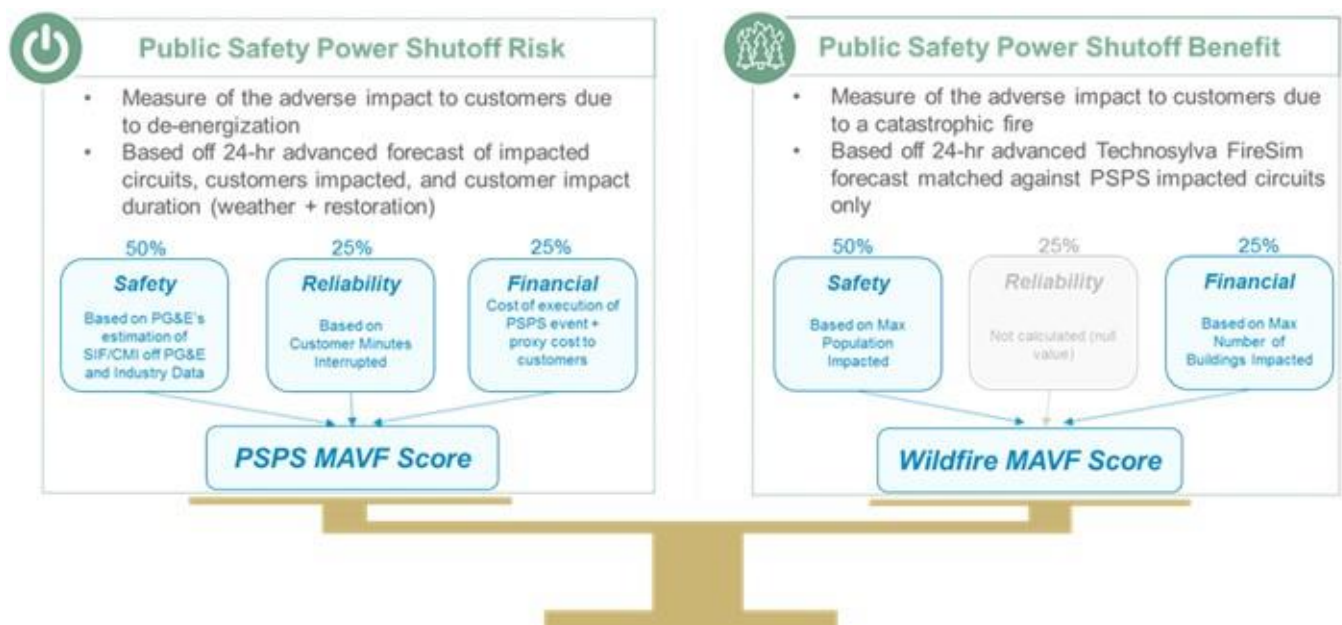 Public Safety Power Shutoff Risk
• Measure of the adverse impact to customers due
to de-energization
• Based off 24-hr advanced forecast of impacted
circuits, customers impacted, and customer impact
duration (weather + restoration)
50%
Safety
Based on PG&E's
estimation of
SIF/CMI off PG&E
and Industry Data
25%
Reliability
Based on
Customer Minutes
Interrupted
25%
Financial
Cost of execution of
PSPS event +
proxy cost to
customers
PSPS MAVF Score
Public Safety Power Shutoff Benefit
• Measure of the adverse impact to customers due
to a catastrophic fire
• Based off 24-hr advanced Technosylva FireSim
forecast matched against PSPS impacted circuits
only
50%
Safety
Based on Max
Population
Impacted
25%
Reliability
Not calculated (null
value)
25%
Financial
Based on Max
Number of
Buildings Impacted
Wildfire MAVF Score